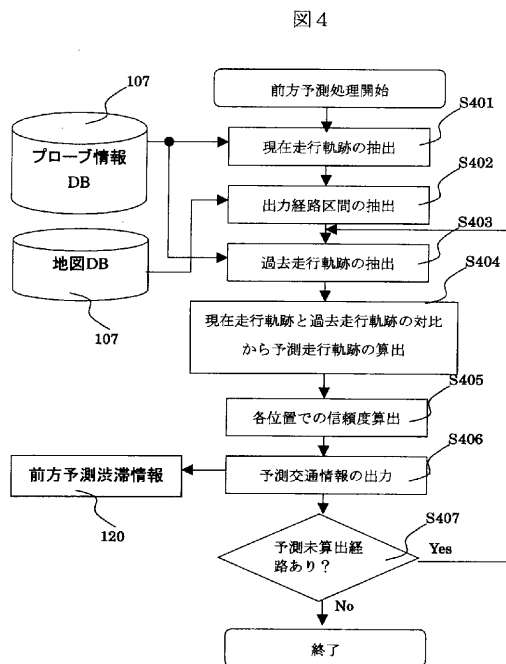 図4
前方予測処理開始
107
S401
プローブ情報
DB
現在走行軌跡の抽出
S402
出力経路区間の抽出
S403
地図DB
過去走行軌跡の抽出
S404
107
現在走行軌跡と過去走行軌跡の対比
から予測走行軌跡の算出
S405
各位置での信頼度算出
S406
前方予測渋滞情報
予測交通情報の出力
120
S407
予測未算出経
路あり？
Yes
No
終了